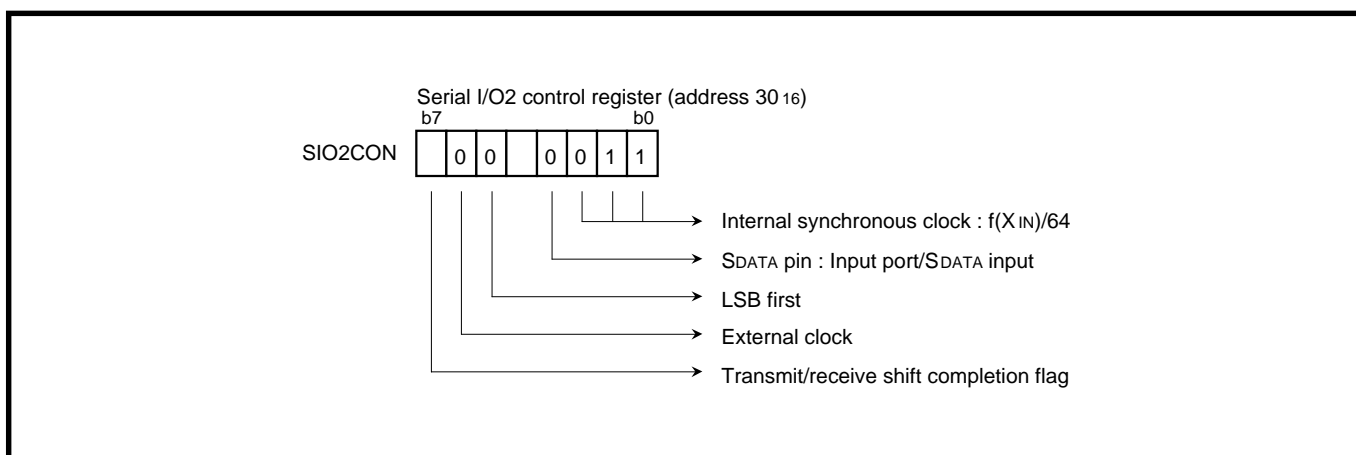 Serial I/O2 control register (address 30 16)
b7 b0
SIO2CON 0 0 0 0 1 1
Internal synchronous clock : f(XIN)/64
SDATA pin : Input port/SDATA input
LSB first
External clock
Transmit/receive shift completion flag